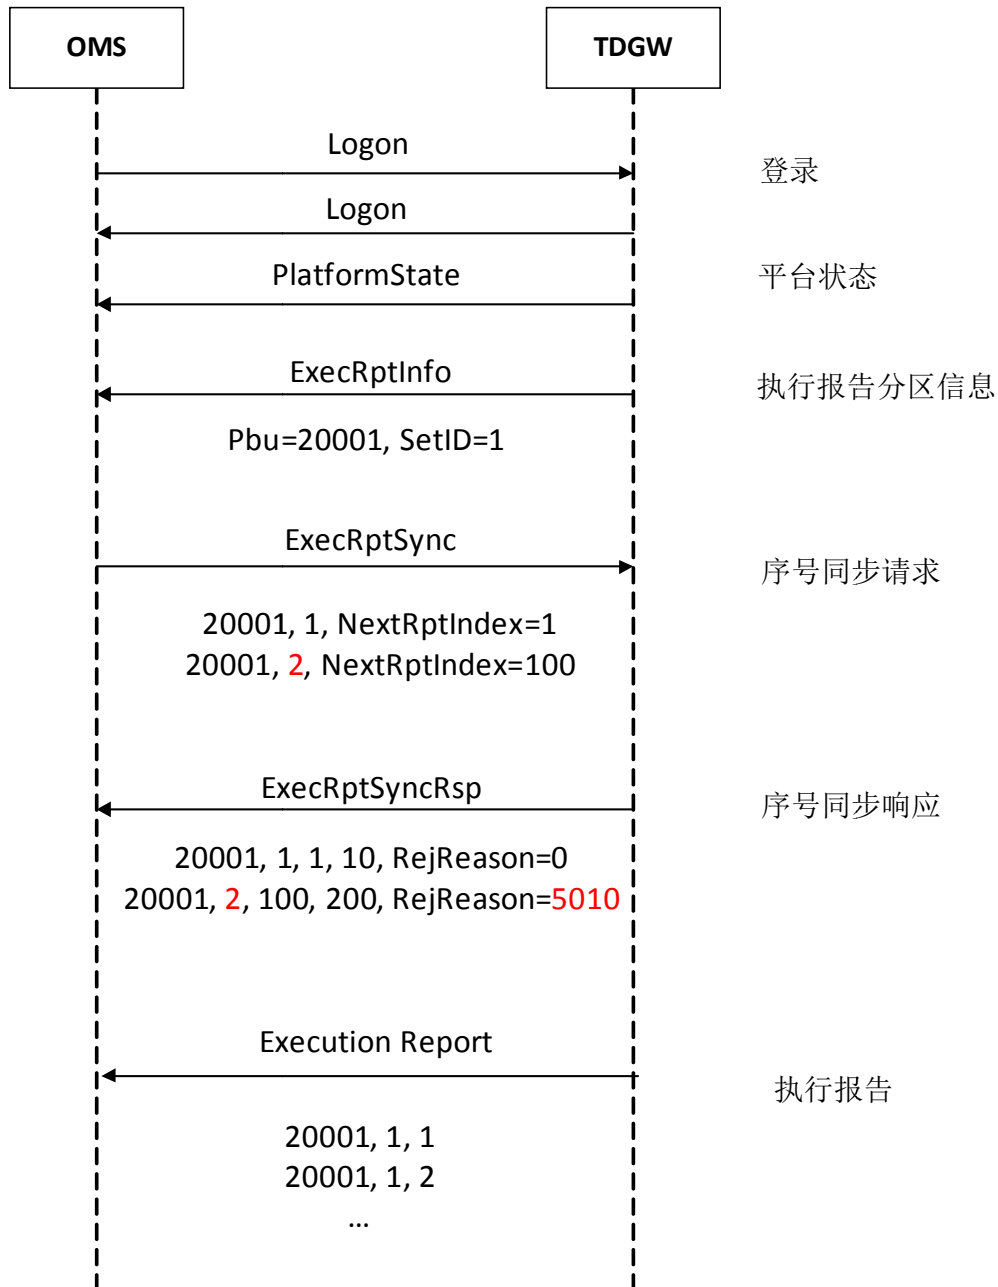 OMS
TDGW
Logon
登录
Logon
PlatformState
平台状态
ExecRptInfo
执行报告分区信息
Pbu=20001, SetID=1
ExecRptSync
序号同步请求
20001, 1, NextRptIndex=1
20001, 2, NextRptIndex=100
ExecRptSyncRsp
序号同步响应
20001, 1, 1, 10, RejReason=0
20001, 2, 100, 200, RejReason=5010
Execution Report
执行报告
20001, 1, 1
20001, 1, 2
...